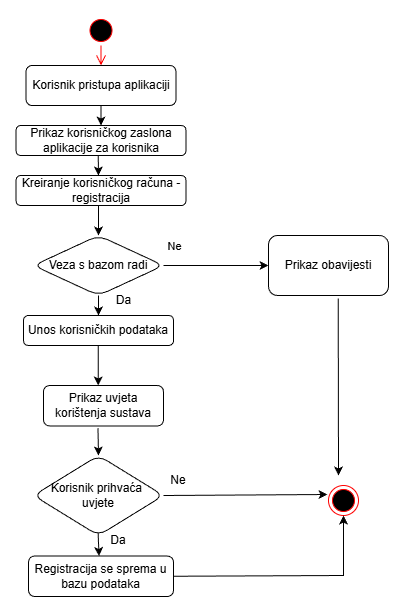 Korisnik pristupa aplikaciji
Prikaz korisničkog zaslona
aplikacije za korisnika
Kreiranje korisničkog računa -
registracija
Veza s bazom radi
Ne
Prikaz obavijesti
Da
Unos korisničkih podataka
Prikaz uvjeta
korištenja sustava
Korisnik prihvaća
uvjete
Ne
Da
Registracija se sprema u
bazu podataka